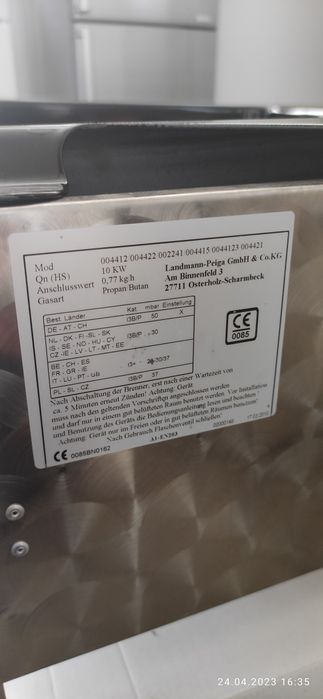 Mod 004412 004422 002241 004415 0044123 004421
Qn (HS) 10 KW Landmann-Peiga GmbH & Co.KG
Anschlusswert 0,77 kg/h Am Binnenfeld 3
Gasart Propan Butan 27711 Osterholz-Scharmbeck
Best. Länder Kat mbar Einstellung
DE - AT - CH I3B/P 50 X
NL - DK - FI - SL - SK
IS - SE - NO - HU - CY I3B/P 30
CZ -IE - LV - LT - MT - EE
BE - CH - ES
FR - GR - IE I3+ 28-30/37
IT - LU - PT - GB
PL - SL - CZ I3B/P 37
CE
0085
Nach Abschaltung der Brenner, erst nach einer Wartezeit von
ca. 5 Minuten erneut Zünden! Achtung: Gerät
muss nach den geltenden Vorschriften angeschlossen werden
und darf nur in einem gut belüfteten Raum benutzt werden. Vor Installation
und Benutzung des Geräts die Bedienungsanleitung lesen und beachten !
Achtung: Gerät nur im Freien oder in gut belüfteten Räumen benutzen!
Nach Gebrauch Flaschenventil schließen!
CE 0085BN0162
24.04.2023 16:35